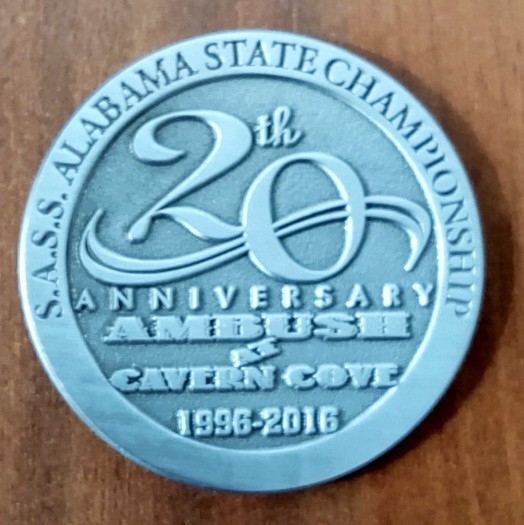 S.A.S.S. ALABAMA STATE CHAMPIONSHIP
20th
ANNIVERSARY
AMBUSH
AT
CAVERN COVE
1996-2016